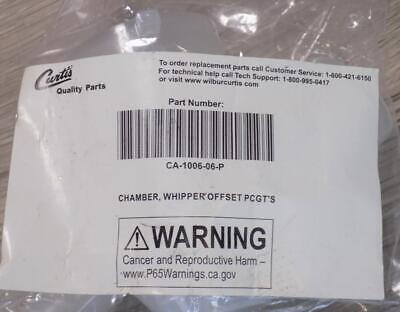 Curtis
Quality Parts
To order replacement parts call Customer Service: 1-800-421-6150
For technical help call Tech Support: 1-800-995-0417
or visit www.wilburcurtis.com
Part Number:
CA-1006-06-P
CHAMBER, WHIPPER OFFSET PCGT'S
WARNING
Cancer and Reproductive Harm –
www.P65Warnings.ca.gov